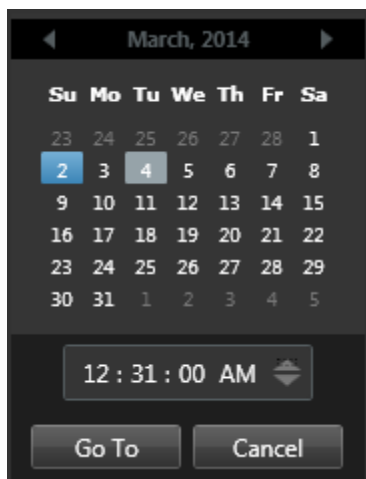 March, 2014
Su Mo Tu We Th Fr Sa
23 24 25 26 27 28 1
2 3 4 5 6 7 8
9 10 11 12 13 14 15
16 17 18 19 20 21 22
23 24 25 26 27 28 29
30 31 1 2 3 4 5
12 : 31 : 00 AM
Go To Cancel